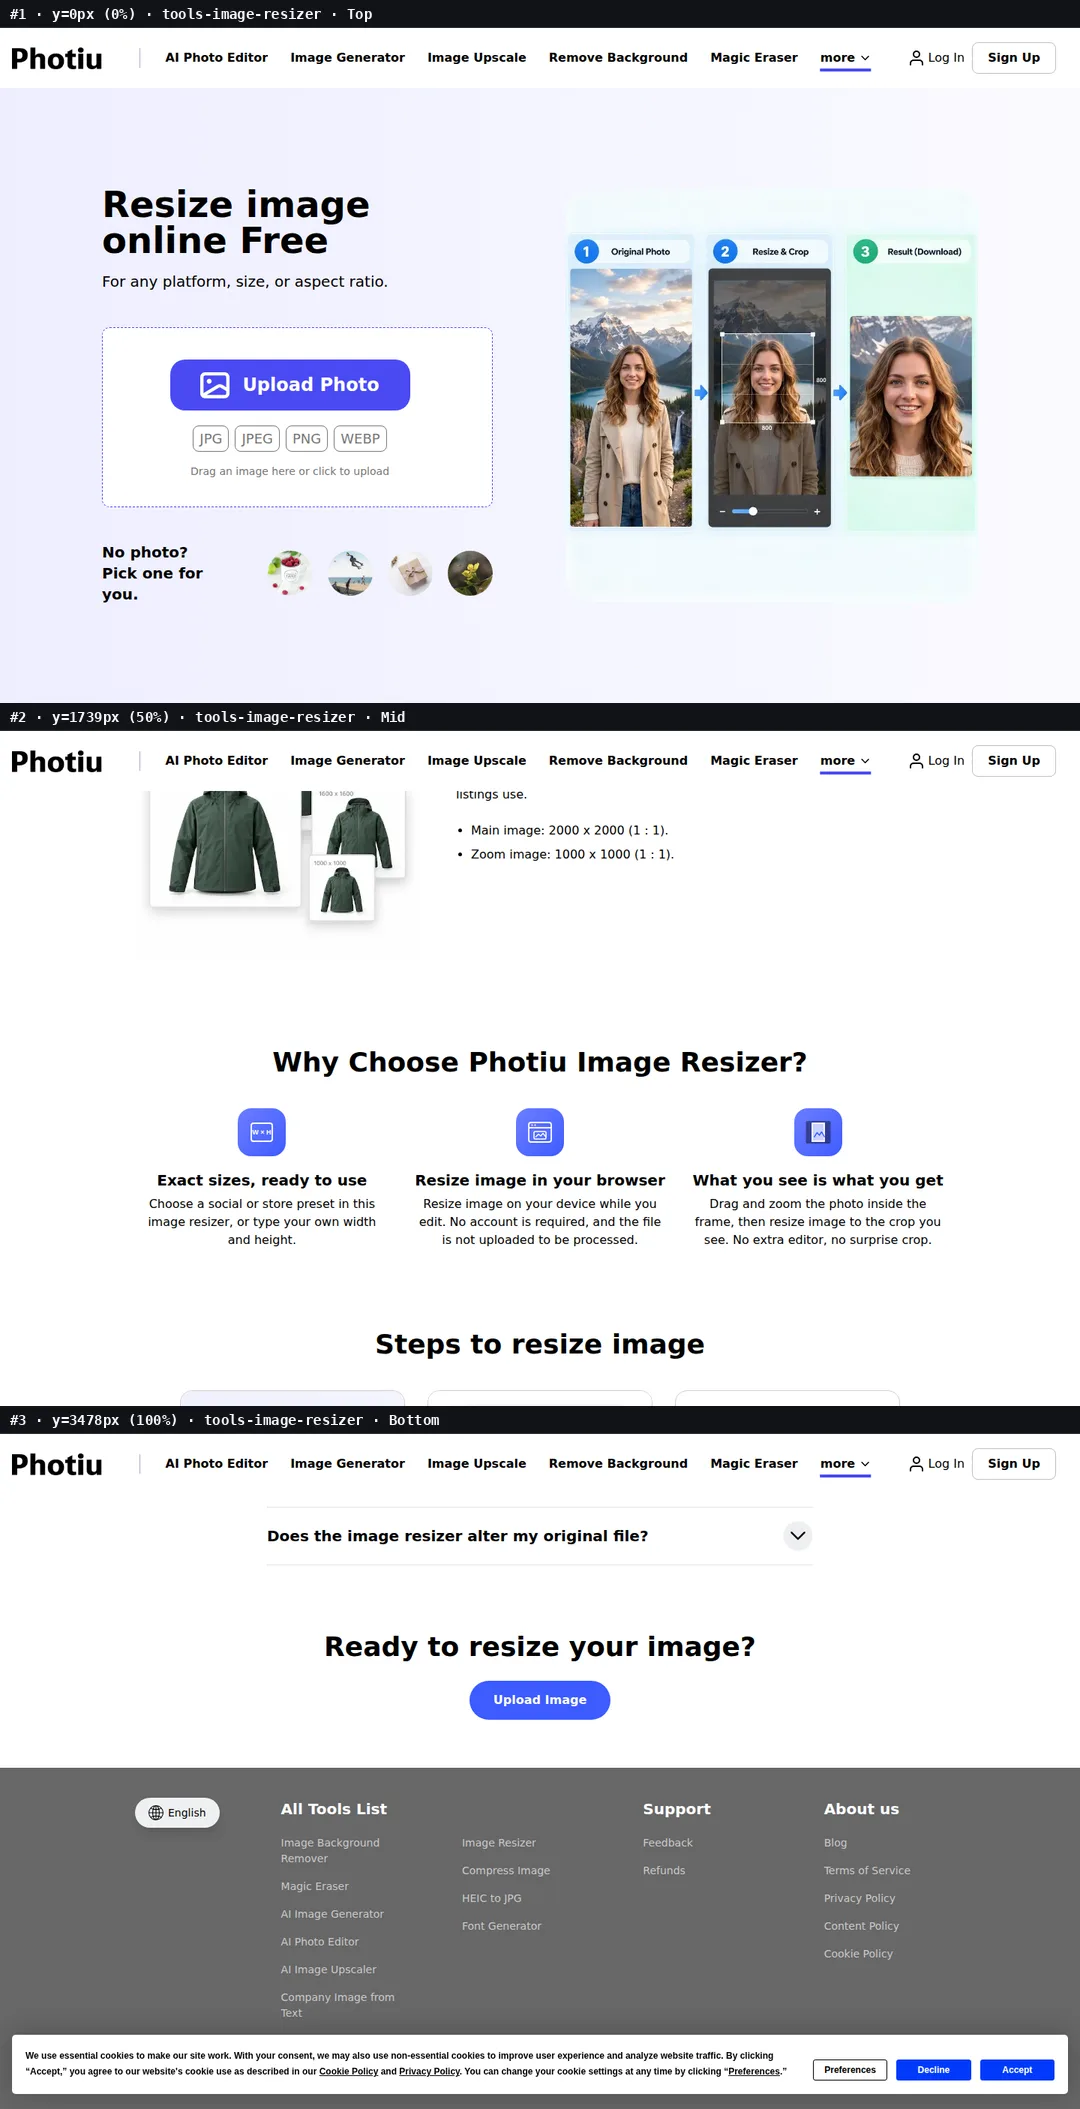 #1 · y=0px (0%) · tools-image-resizer · Top
Photiu
AI Photo Editor
Image Generator
Image Upscale
Remove Background
Magic Eraser
more
Log In
Sign Up
Resize image
online Free
For any platform, size, or aspect ratio.
Upload Photo
JPG
JPEG
PNG
WEBP
Drag an image here or click to upload
No photo?
Pick one for
you.
1 Original Photo
2 Resize & Crop
3 Result (Download)
800
800
#2 · y=1739px (50%) · tools-image-resizer · Mid
Photiu
AI Photo Editor
Image Generator
Image Upscale
Remove Background
Magic Eraser
more
Log In
Sign Up
1600 x 1600
1000 x 1000
listings use.
• Main image: 2000 x 2000 (1 : 1).
• Zoom image: 1000 x 1000 (1 : 1).
Why Choose Photiu Image Resizer?
W × H
Exact sizes, ready to use
Choose a social or store preset in this
image resizer, or type your own width
and height.
Resize image in your browser
Resize image on your device while you
edit. No account is required, and the file
is not uploaded to be processed.
What you see is what you get
Drag and zoom the photo inside the
frame, then resize image to the crop you
see. No extra editor, no surprise crop.
Steps to resize image
#3 · y=3478px (100%) · tools-image-resizer · Bottom
Photiu
AI Photo Editor
Image Generator
Image Upscale
Remove Background
Magic Eraser
more
Log In
Sign Up
Does the image resizer alter my original file?
Ready to resize your image?
Upload Image
English
All Tools List
Image Background
Remover
Magic Eraser
AI Image Generator
AI Photo Editor
AI Image Upscaler
Company Image from
Text
Image Resizer
Compress Image
HEIC to JPG
Font Generator
Support
Feedback
Refunds
About us
Blog
Terms of Service
Privacy Policy
Content Policy
Cookie Policy
We use essential cookies to make our site work. With your consent, we may also use non-essential cookies to improve user experience and analyze website traffic. By clicking
“Accept,” you agree to our website's cookie use as described in our Cookie Policy and Privacy Policy. You can change your cookie settings at any time by clicking “Preferences.”
Preferences
Decline
Accept